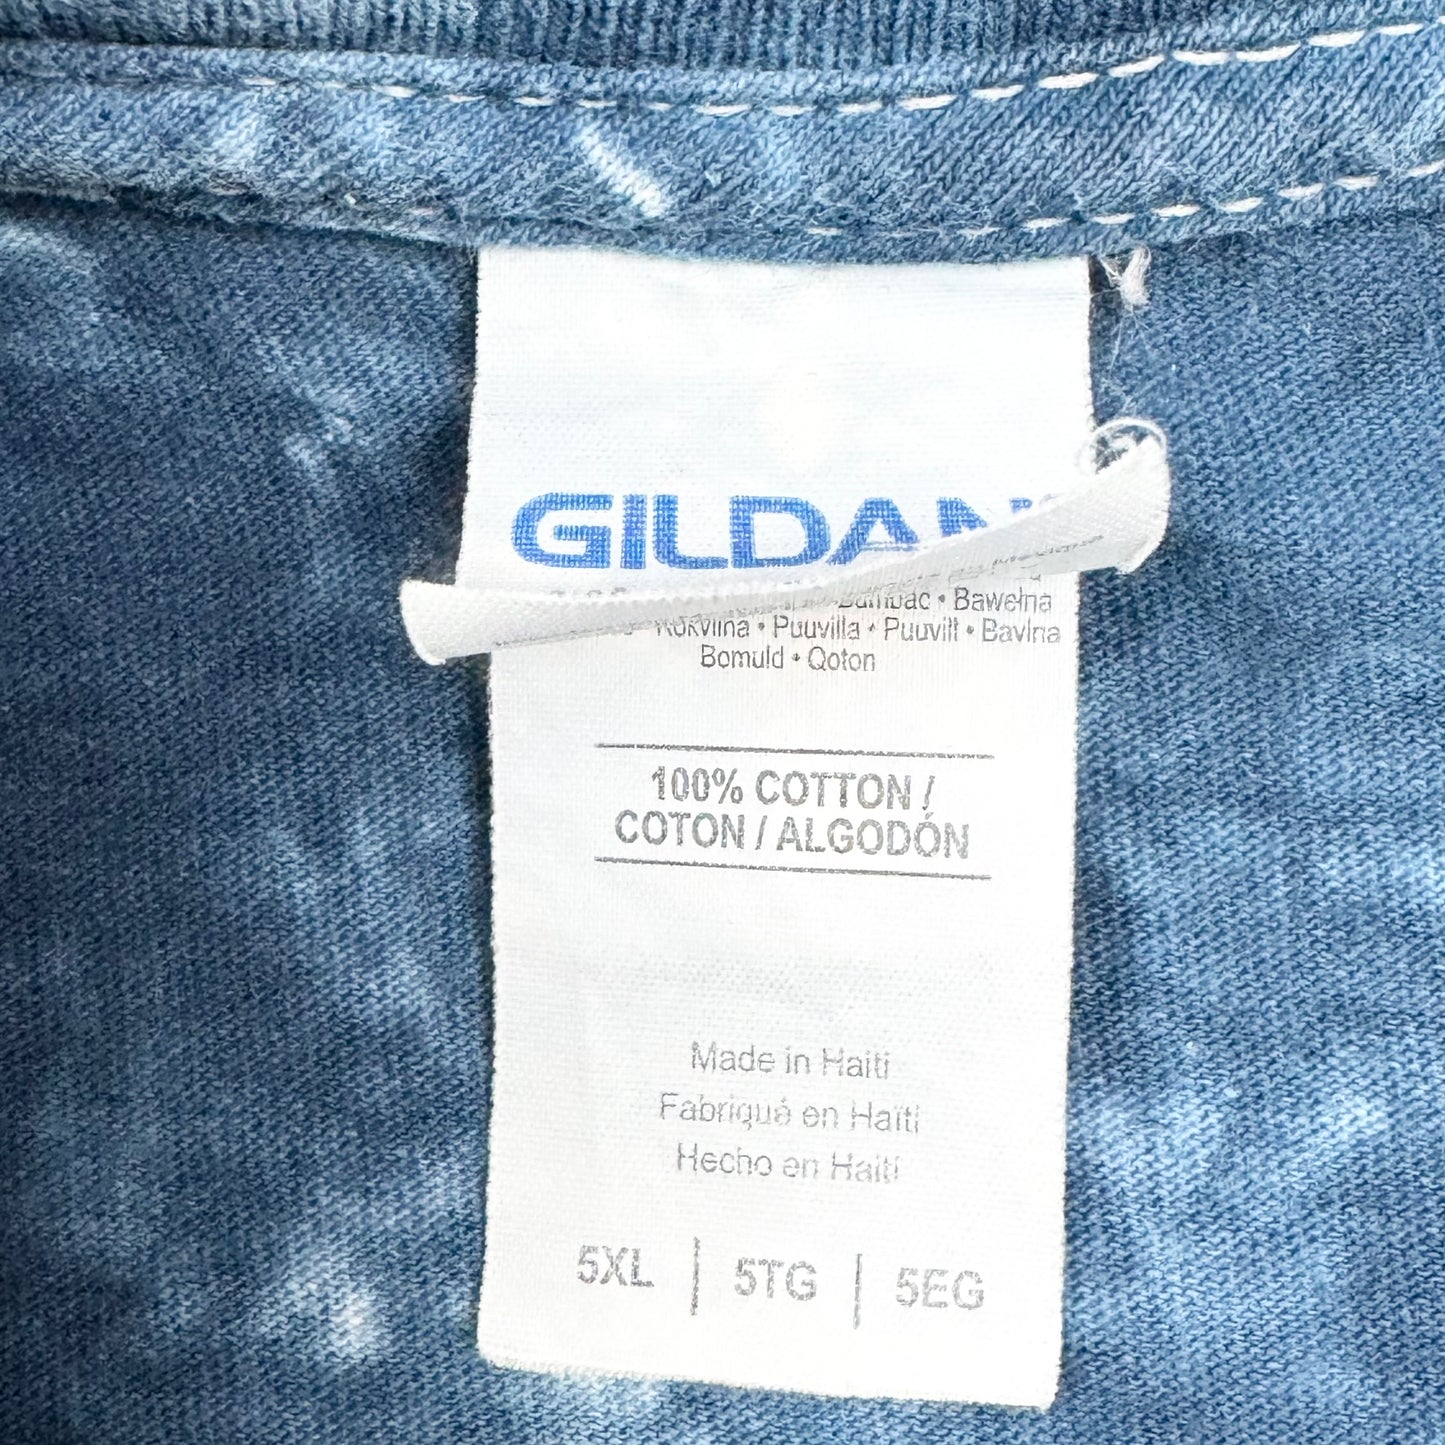 GILDAN
Bumbac • Bawełna
Kokvilna • Puuvilla • Puuvill • Bavlna
Bomuld • Qoton
100% COTTON /
COTON / ALGODÓN
Made in Haiti
Fabriqué en Haïti
Hecho en Haití
5XL | 5TG | 5EG